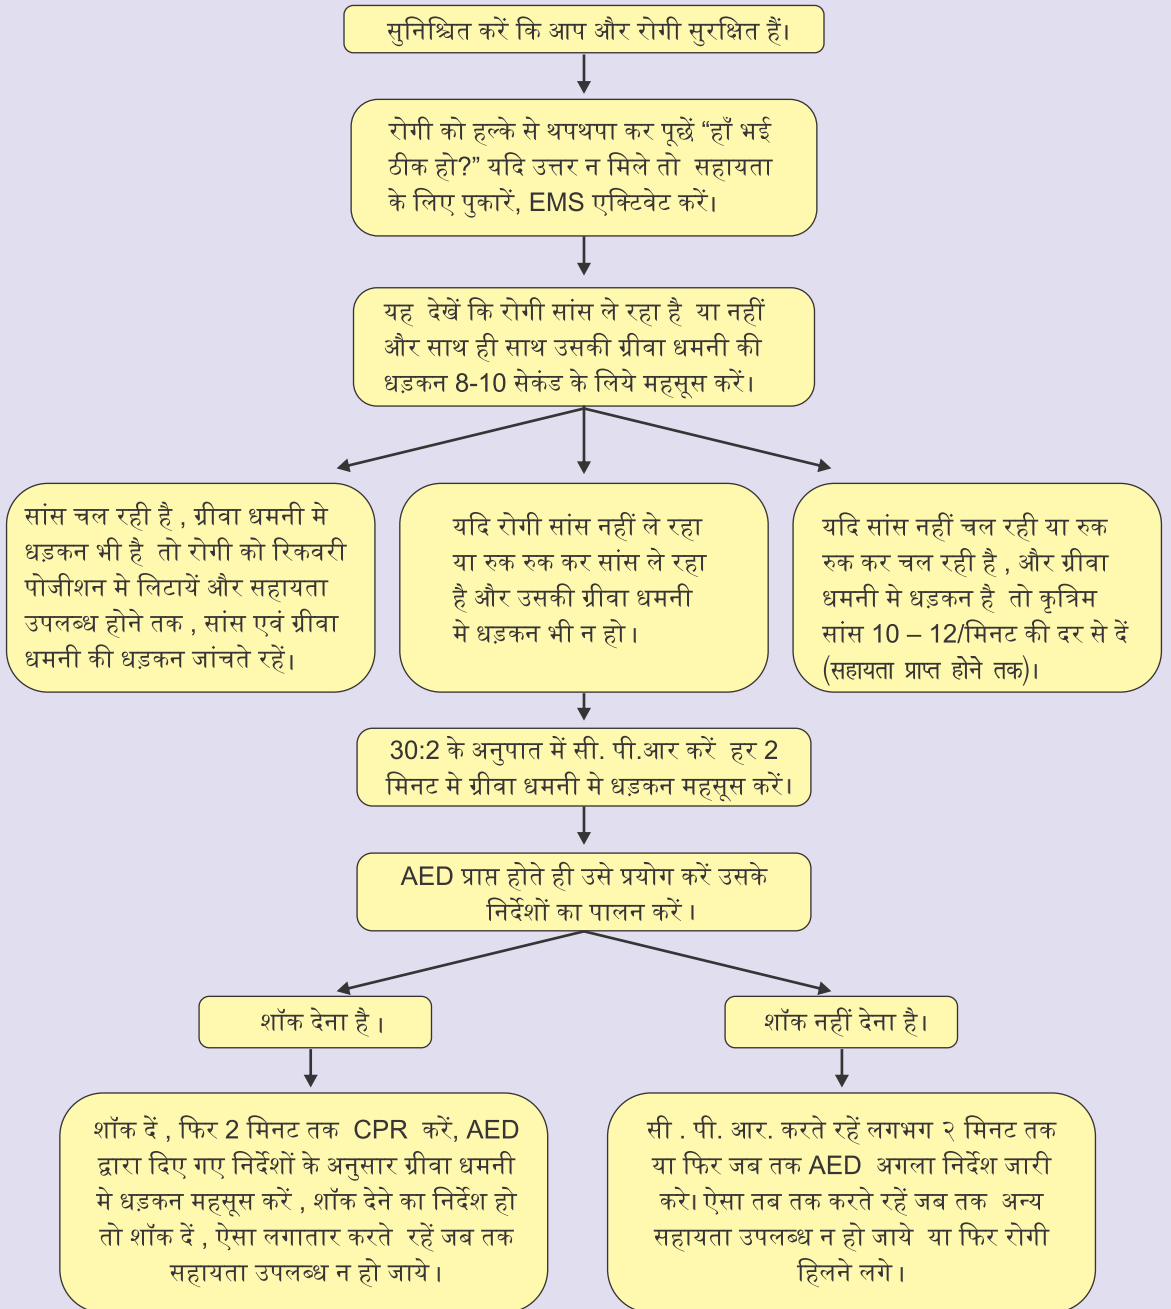 सुनिश्चित करें कि आप और रोगी सुरक्षित हैं।
रोगी को हल्के से थपथपा कर पूछें “हाँ भई
ठीक हो?” यदि उत्तर न मिले तो सहायता
के लिए पुकारें, EMS एक्टिवेट करें।
यह देखें कि रोगी सांस ले रहा है या नहीं
और साथ ही साथ उसकी ग्रीवा धमनी की
धड़कन 8-10 सेकंड के लिये महसूस करें।
सांस चल रही है , ग्रीवा धमनी मे
धड़कन भी है तो रोगी को रिकवरी
पोजीशन मे लिटायें और सहायता
उपलब्ध होने तक , सांस एवं ग्रीवा
धमनी की धड़कन जांचते रहें।
यदि रोगी सांस नहीं ले रहा
या रुक रुक कर सांस ले रहा
है और उसकी ग्रीवा धमनी
मे धड़कन भी न हो।
यदि सांस नहीं चल रही या रुक
रुक कर चल रही है , और ग्रीवा
धमनी मे धड़कन है तो कृत्रिम
सांस 10 – 12/मिनट की दर से दें
(सहायता प्राप्त होने तक)।
30:2 के अनुपात में सी. पी.आर करें हर 2
मिनट मे ग्रीवा धमनी मे धड़कन महसूस करें।
AED प्राप्त होते ही उसे प्रयोग करें उसके
निर्देशों का पालन करें ।
शॉक देना है ।
शॉक नहीं देना है।
शॉक दें , फिर 2 मिनट तक CPR करें, AED
द्वारा दिए गए निर्देशों के अनुसार ग्रीवा धमनी
मे धड़कन महसूस करें , शॉक देने का निर्देश हो
तो शॉक दें , ऐसा लगातार करते रहें जब तक
सहायता उपलब्ध न हो जाये।
सी . पी. आर. करते रहें लगभग २ मिनट तक
या फिर जब तक AED अगला निर्देश जारी
करे। ऐसा तब तक करते रहें जब तक अन्य
सहायता उपलब्ध न हो जाये या फिर रोगी
हिलने लगे।